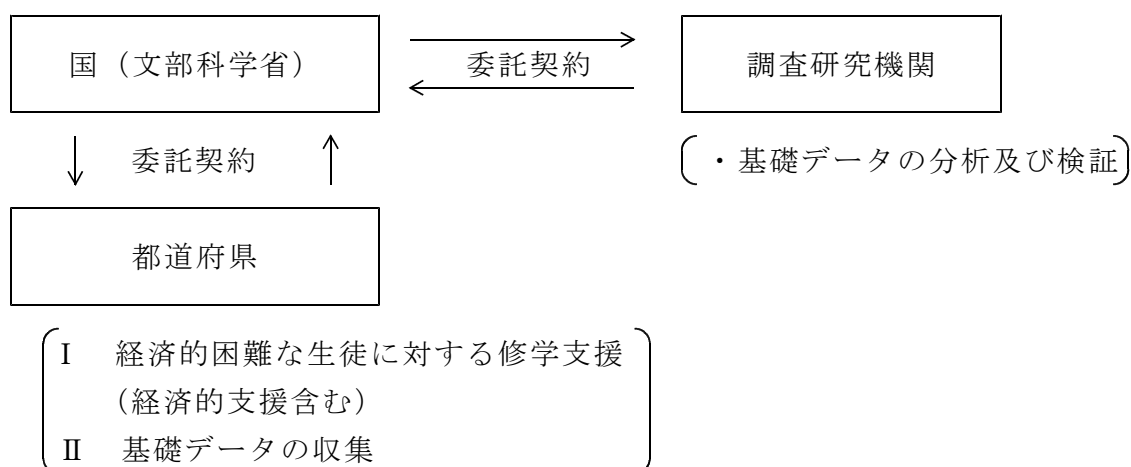 国（文部科学省）
委託契約
調査研究機関
委託契約
・基礎データの分析及び検証
都道府県
Ⅰ 経済的困難な生徒に対する修学支援
（経済的支援含む）
Ⅱ 基礎データの収集